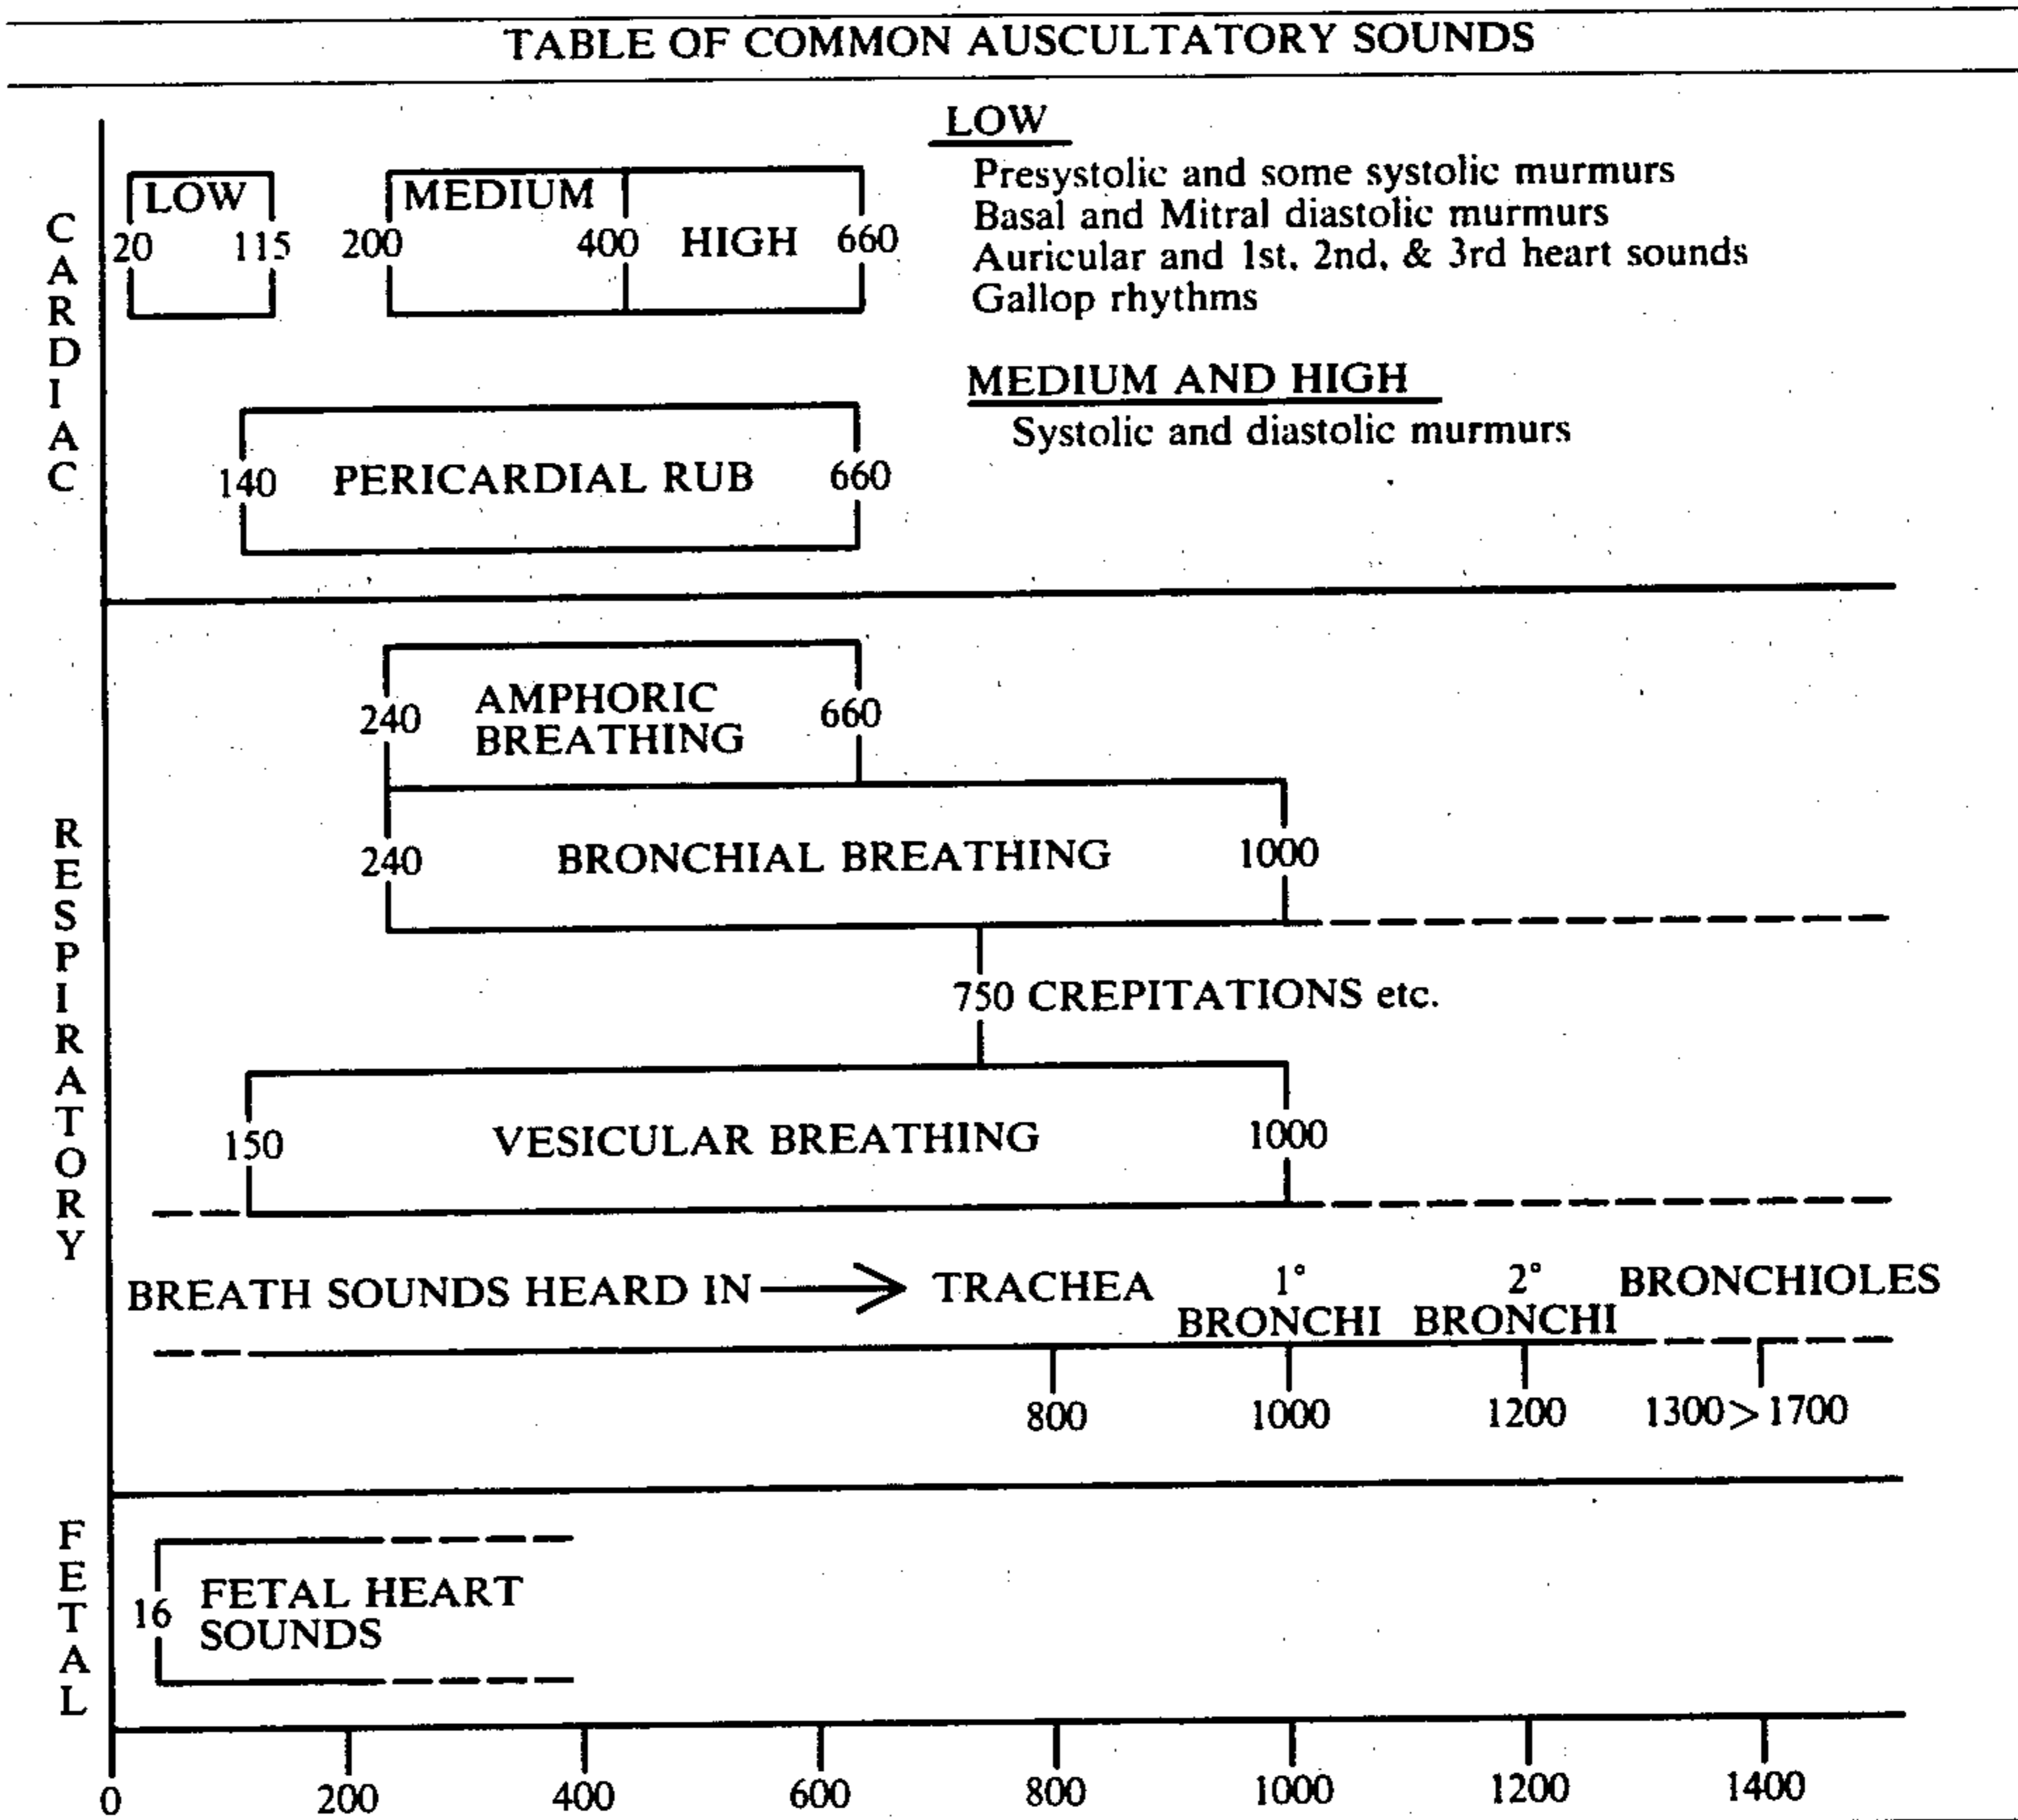 TABLE OF COMMON AUSCULTATORY SOUNDS
CARDIAC
LOW
20 115
MEDIUM
200 400 HIGH 660
LOW
Presystolic and some systolic murmurs
Basal and Mitral diastolic murmurs
Auricular and 1st, 2nd, & 3rd heart sounds
Gallop rhythms
MEDIUM AND HIGH
Systolic and diastolic murmurs
140 PERICARDIAL RUB 660
RESPIRATORY
240 AMPHORIC 660
BREATHING
240 BRONCHIAL BREATHING 1000
750 CREPITATIONS etc.
150 VESICULAR BREATHING 1000
BREATH SOUNDS HEARD IN TRACHEA 1° BRONCHI 2° BRONCHI BRONCHIOLES
800 1000 1200 1300>1700
FETAL
16 FETAL HEART
SOUNDS
0 200 400 600 800 1000 1200 1400